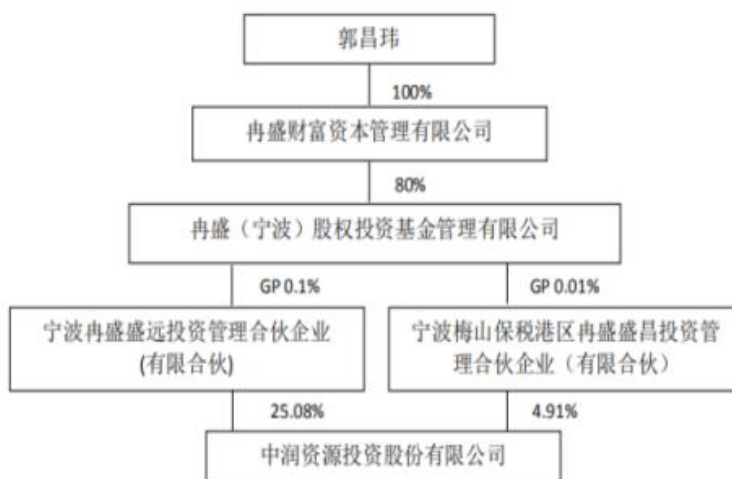 郭昌玮
100%
冉盛财富资本管理有限公司
80%
冉盛（宁波）股权投资基金管理有限公司
GP 0.1%
GP 0.01%
宁波冉盛盛远投资管理合伙企业
(有限合伙)
宁波梅山保税港区冉盛盛昌投资管
理合伙企业（有限合伙）
25.08%
4.91%
中润资源投资股份有限公司